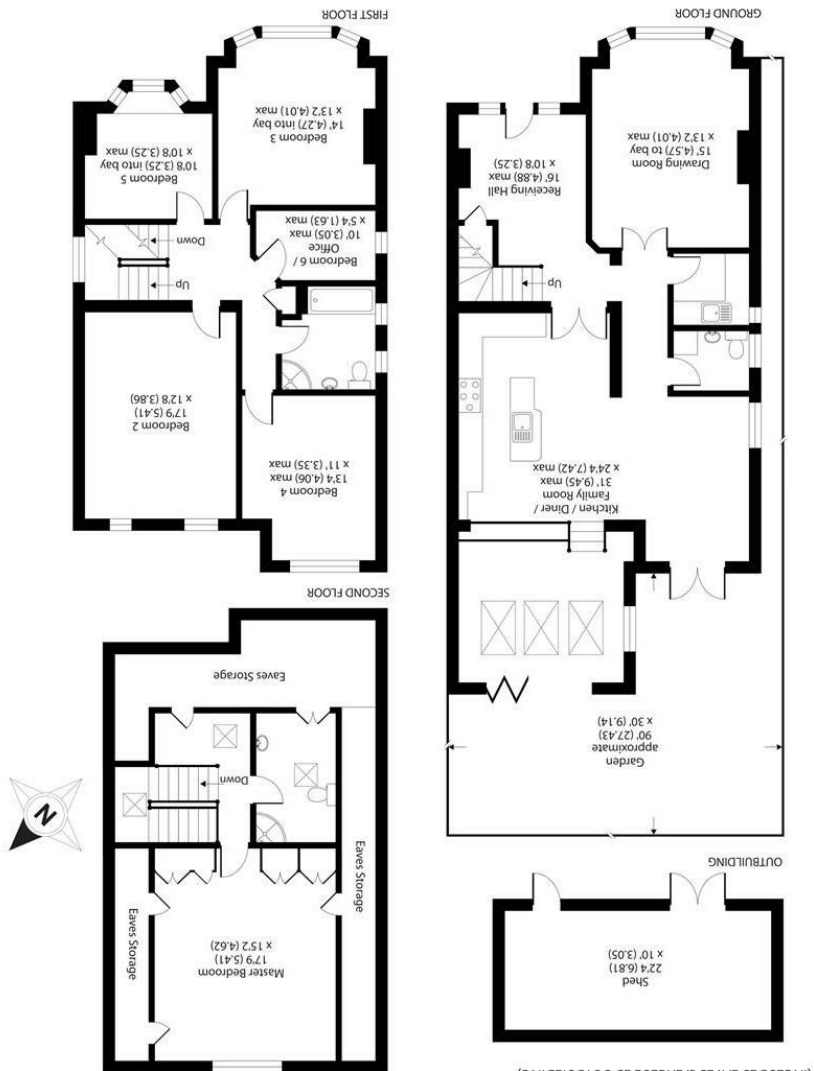 Shed
22'4 (6.81)
x 10' (3.05)
OUTBUILDING
Garden
approximate
90' (27.43)
x 30' (9.14)
Kitchen / Diner /
Family Room
31' (9.45) max
x 24'4 (7.42) max
Up
Drawing Room
15' (4.57) to bay
x 13'2 (4.01)
Receiving Hall
16' (4.88) max
x 10'8 (3.25)
GROUND FLOOR
Master Bedroom
17'9 (5.41)
x 15'2 (4.62)
Eaves Storage
Eaves Storage
Down
Eaves Storage
N
SECOND FLOOR
Bedroom 4
13'4 (4.06) max
x 11' (3.35) max
Bedroom 2
17'9 (5.41)
x 12'8 (3.86)
Up
Down
Bedroom 6 /
Office
10' (3.05) max
x 5'4 (1.63) max
Bedroom 3
14' (4.27) into bay
x 13'2 (4.01) max
Bedroom 5
10'8 (3.25) into bay
x 10'8 (3.25) max
FIRST FLOOR